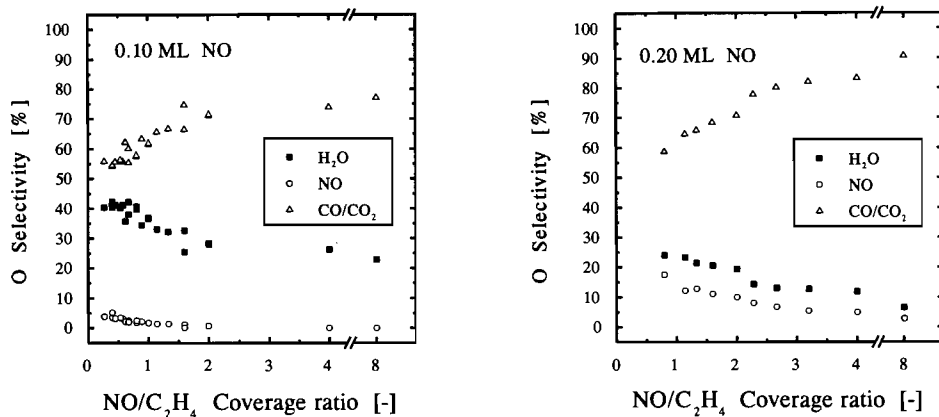 O Selectivity [%]
100
90
80
70
60
50
40
30
20
10
0
0.10 ML NO
H₂O
NO
CO/CO₂
0 1 2 3 4 8
NO/C₂H₄ Coverage ratio [-]
O Selectivity [%]
100
90
80
70
60
50
40
30
20
10
0
0.20 ML NO
H₂O
NO
CO/CO₂
0 1 2 3 4 8
NO/C₂H₄ Coverage ratio [-]